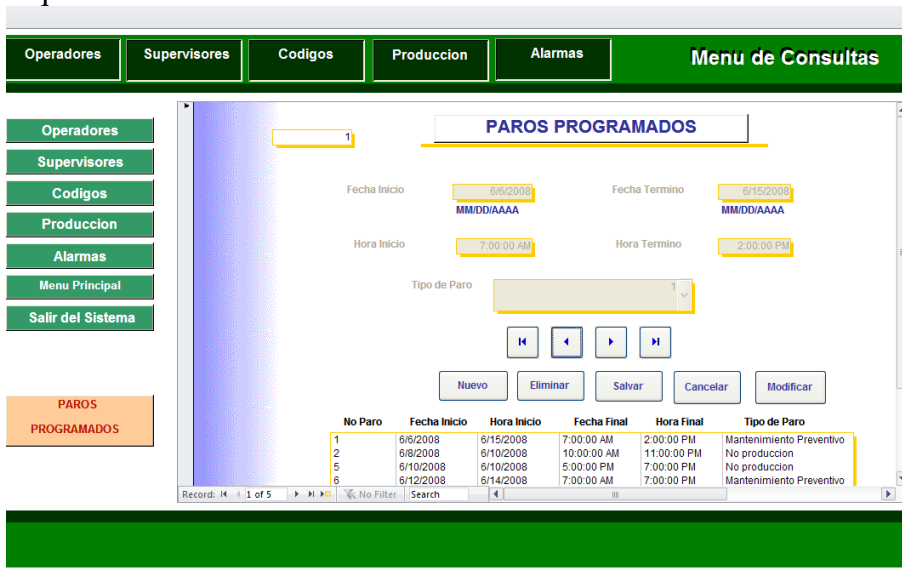 Operadores Supervisores Codigos Produccion Alarmas Menu de Consultas
Operadores
Supervisores
Codigos
Produccion
Alarmas
Menu Principal
Salir del Sistema
PAROS
PROGRAMADOS
1 PAROS PROGRAMADOS
Fecha Inicio 6/6/2008 Fecha Termino 6/15/2008
MM/DD/AAAA MM/DD/AAAA
Hora Inicio 7:00:00 AM Hora Termino 2:00:00 PM
Tipo de Paro 1
Nuevo Eliminar Salvar Cancelar Modificar
No Paro Fecha Inicio Hora Inicio Fecha Final Hora Final Tipo de Paro
1 6/6/2008 6/15/2008 7:00:00 AM 2:00:00 PM Mantenimiento Preventivo
2 6/8/2008 6/10/2008 10:00:00 AM 11:00:00 PM No produccion
5 6/10/2008 6/10/2008 5:00:00 PM 7:00:00 PM No produccion
6 6/12/2008 6/14/2008 7:00:00 AM 7:00:00 PM Mantenimiento Preventivo
Record: 1 of 5 No Filter Search